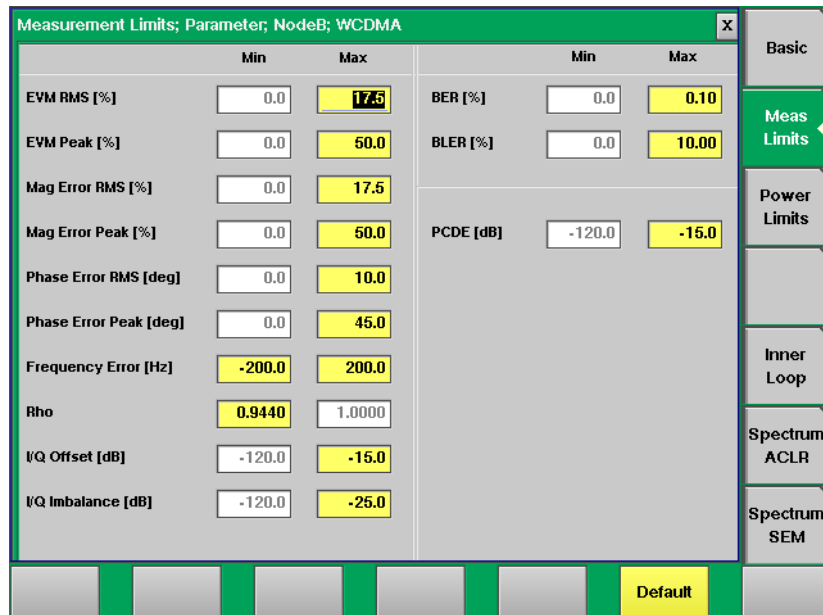 Measurement Limits; Parameter; NodeB; WCDMA X
Min Max
EVM RMS [%] 0.0 17.5
EVM Peak [%] 0.0 50.0
Mag Error RMS [%] 0.0 17.5
Mag Error Peak [%] 0.0 50.0
Phase Error RMS [deg] 0.0 10.0
Phase Error Peak [deg] 0.0 45.0
Frequency Error [Hz] -200.0 200.0
Rho 0.9440 1.0000
I/Q Offset [dB] -120.0 -15.0
I/Q Imbalance [dB] -120.0 -25.0
Min Max
BER [%] 0.0 0.10
BLER [%] 0.0 10.00
PCDE [dB] -120.0 -15.0
Basic
Meas
Limits
Power
Limits
Inner
Loop
Spectrum
ACLR
Spectrum
SEM
Default